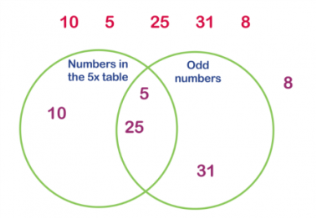 10 5 25 31 8
Numbers in
the 5x table
Odd
numbers
5
8
10
25
31